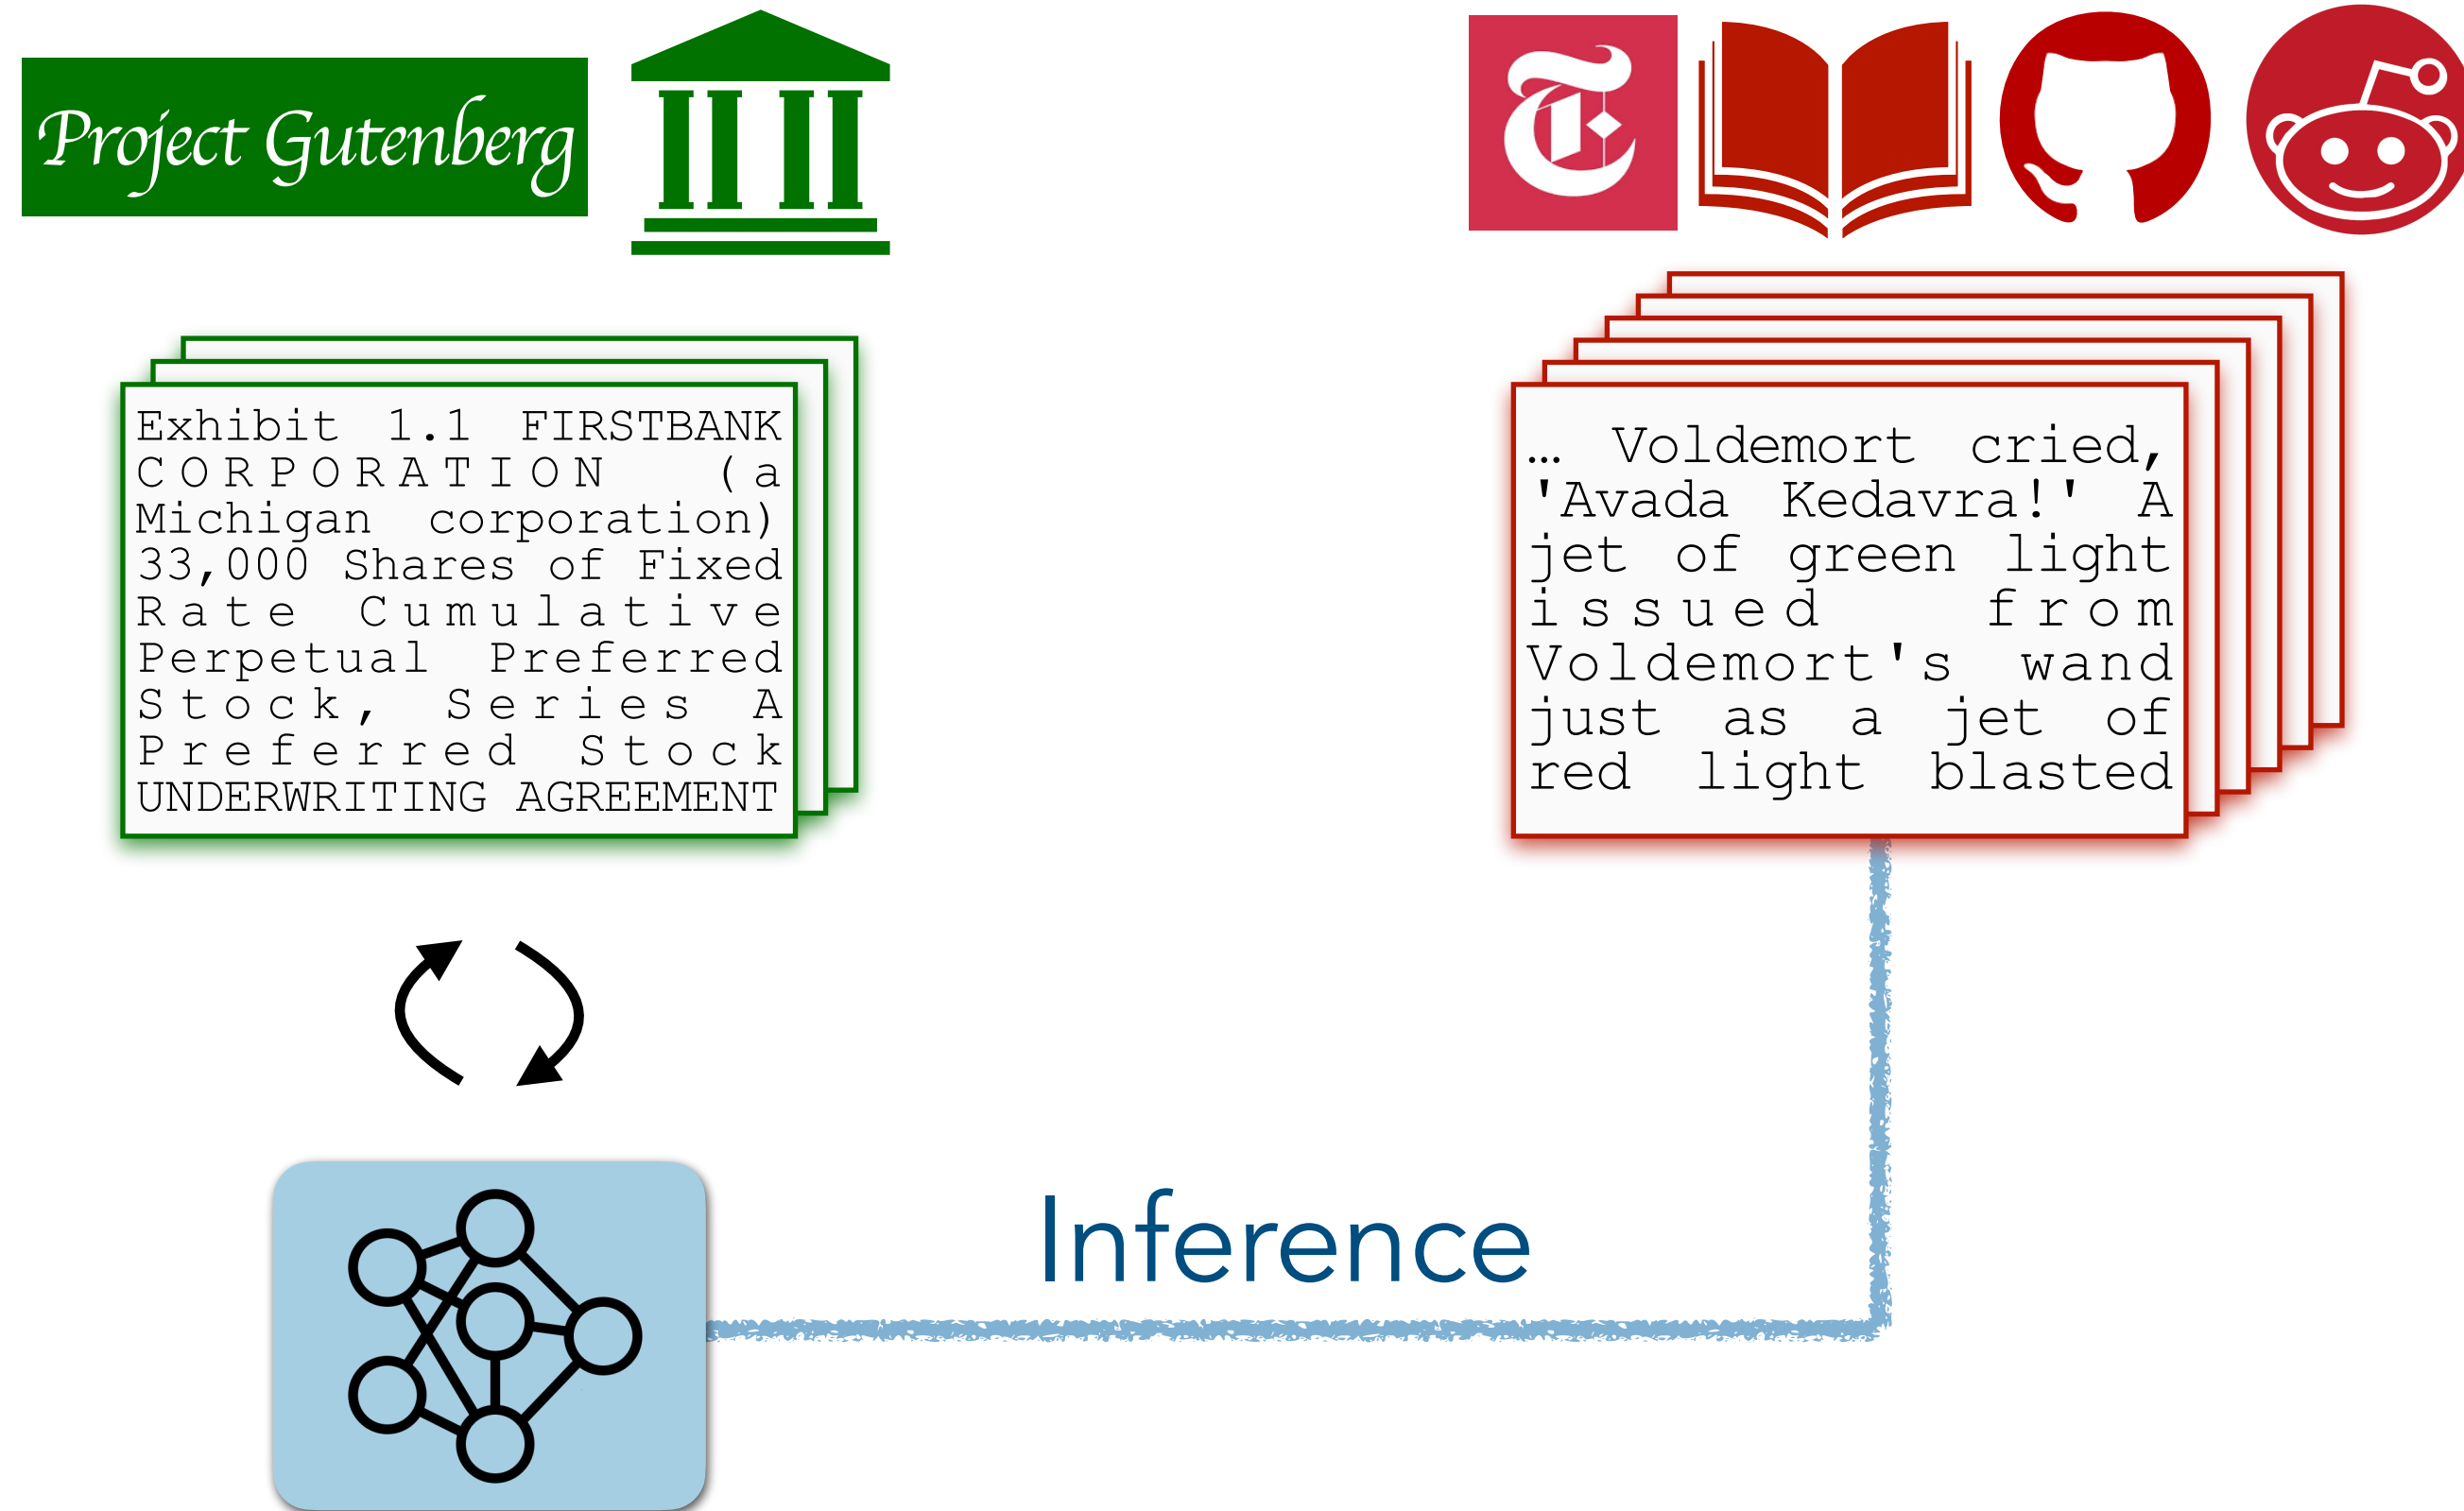 Project Gutenberg
Exhibit 1.1 FIRSTBANK
CORPORATION (a
Michigan corporation)
33,000 Shares of Fixed
Rate Cumulative
Perpetual Preferred
Stock, Series A
Preferred Stock
UNDERWRITING AGREEMENT
T
… Voldemort cried,
'Avada Kedavra!' A
jet of green light
issued from
Voldemort's wand
just as a jet of
red light blasted
Inference